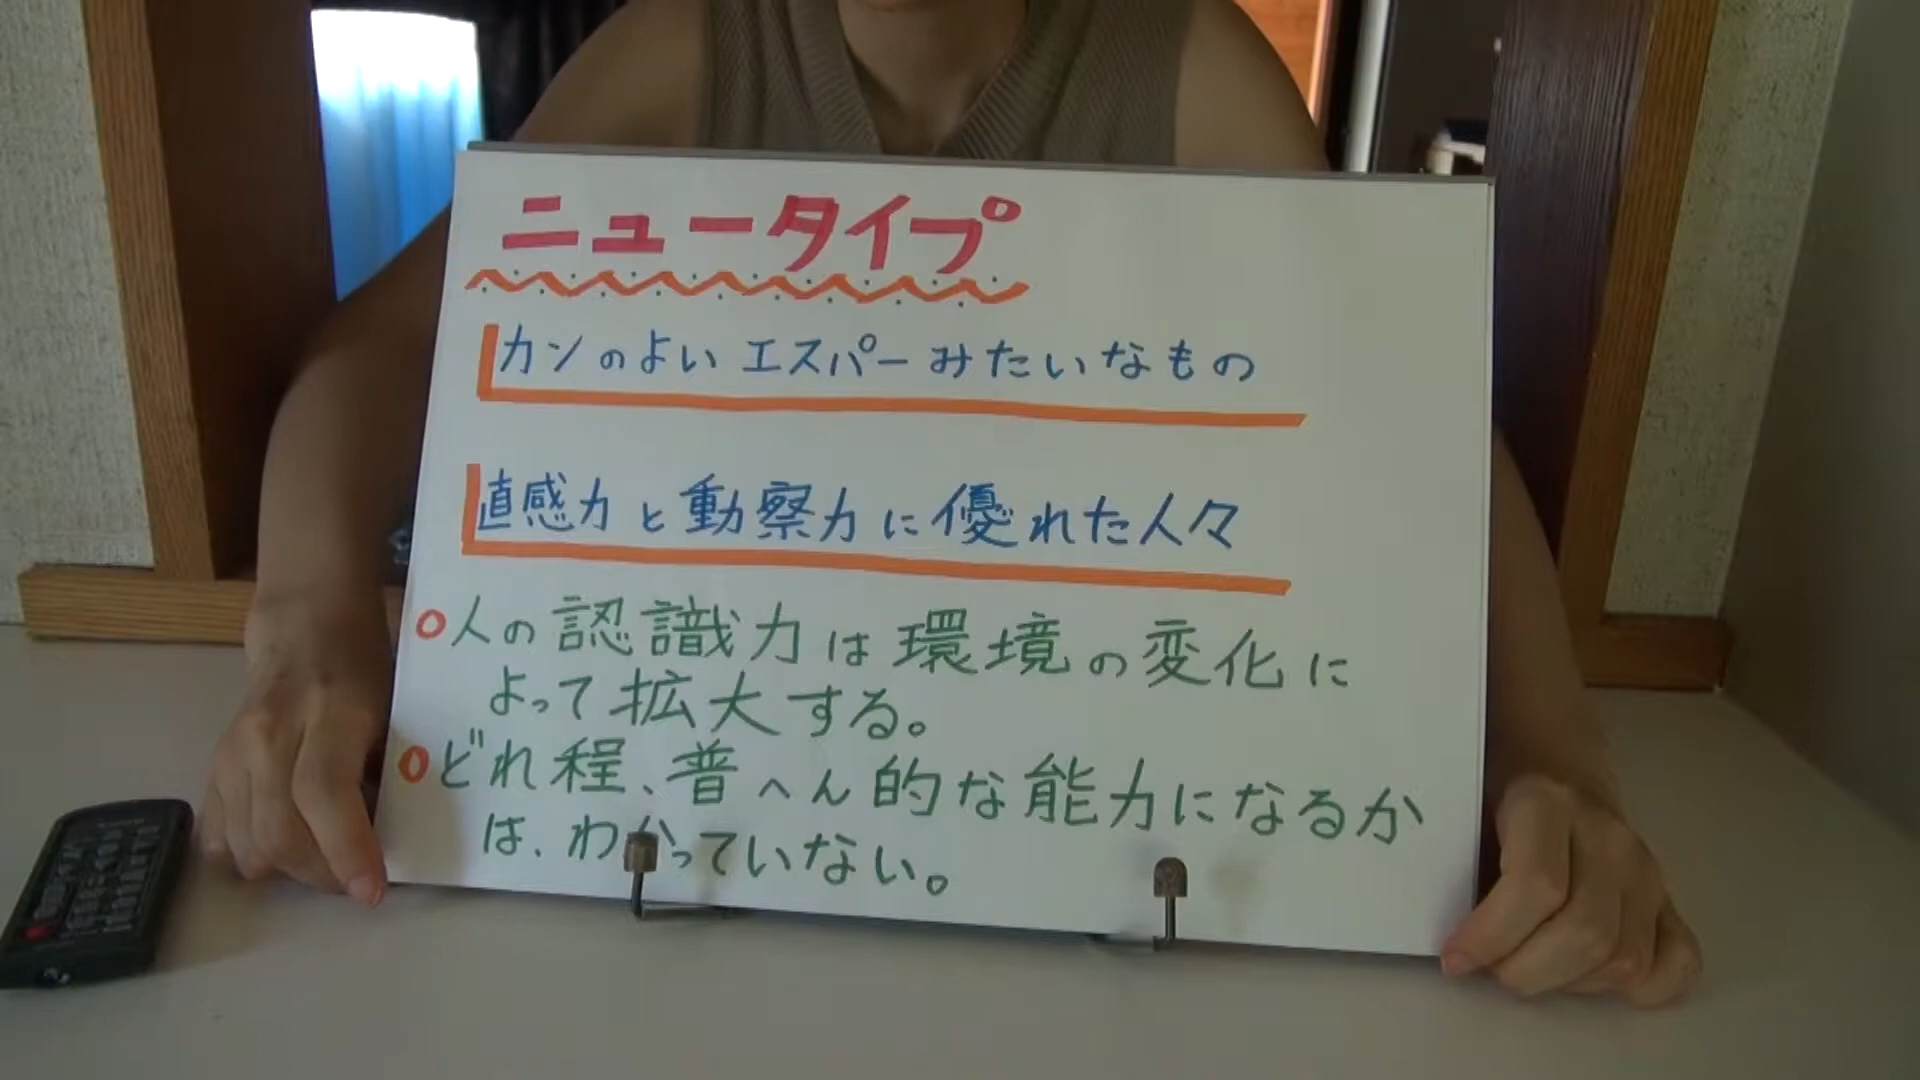 ニュータイプ
カンのよいエスパーみたいなもの
直感力と動察力に優れた人々
人の認識力は環境の変化に
よって拡大する。
どれ程、普へん的な能力になるか
は、わかっていない。